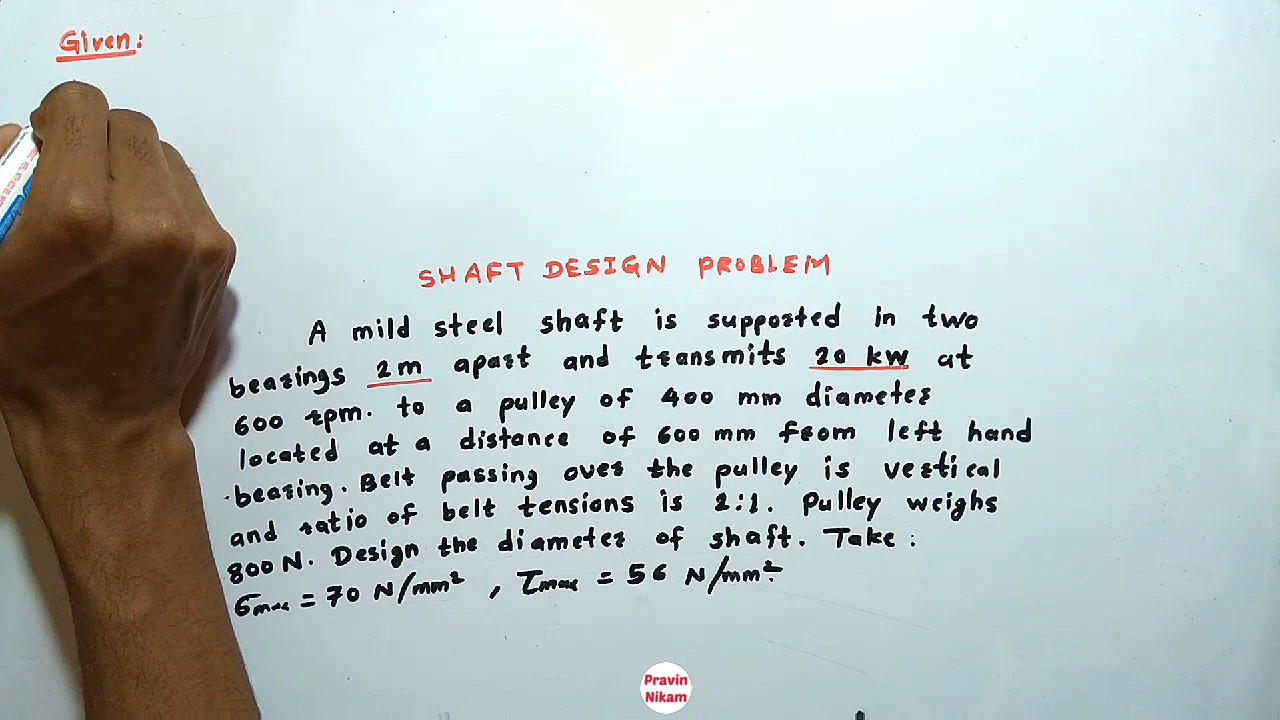 Given:
SHAFT DESIGN PROBLEM
A mild steel shaft is supported in two
bearings 2m apart and transmits 20 kw at
600 rpm. to a pulley of 400 mm diameter
located at a distance of 600 mm from left hand
bearing. Belt passing over the pulley is vertical
and ratio of belt tensions is 2:1. Pulley weighs
800 N. Design the diameter of shaft. Take:
σmax = 70 N/mm², τmax = 56 N/mm².
Pravin
Nikam